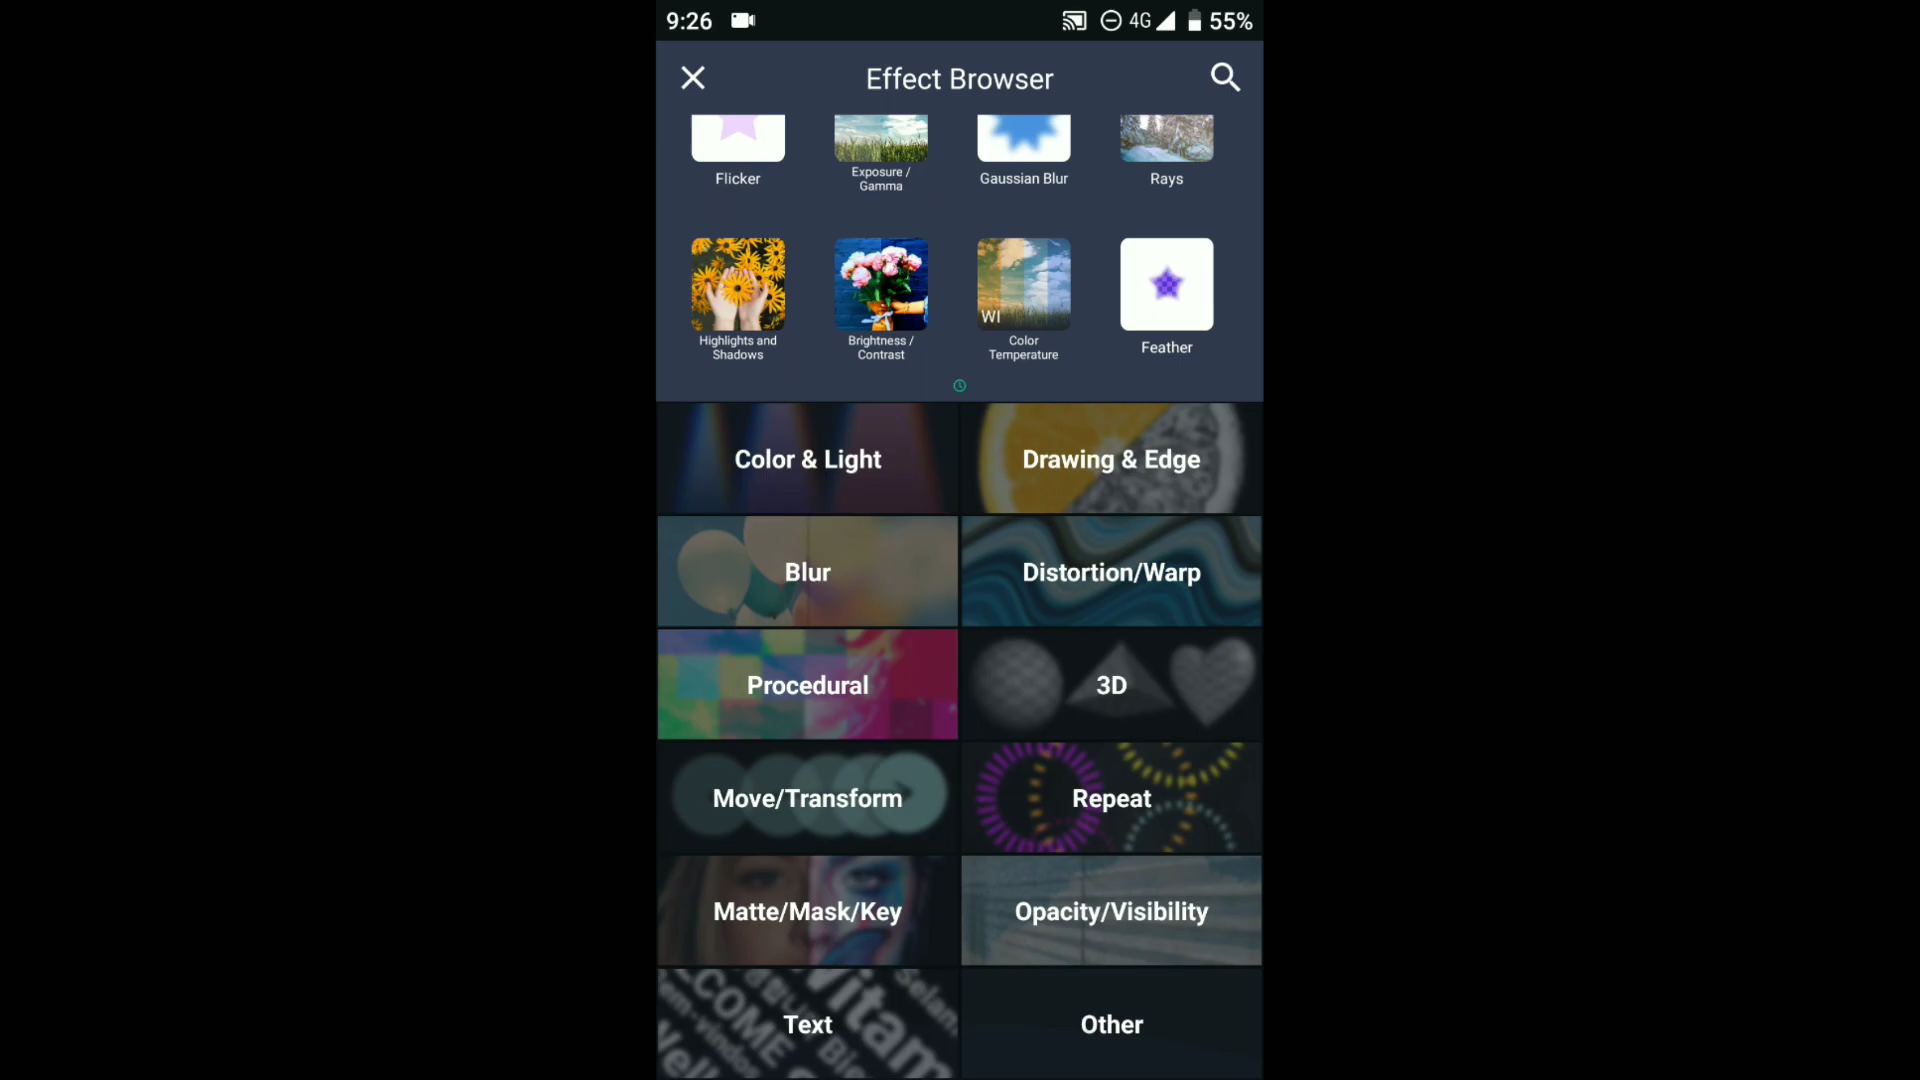 9:26
4G 55%
Effect Browser
Flicker
Exposure /
Gamma
Gaussian Blur
Rays
WI
Highlights and
Shadows
Brightness /
Contrast
Color
Temperature
Feather
Color & Light
Drawing & Edge
Blur
Distortion/Warp
Procedural
3D
Move/Transform
Repeat
Matte/Mask/Key
Opacity/Visibility
Text
Other